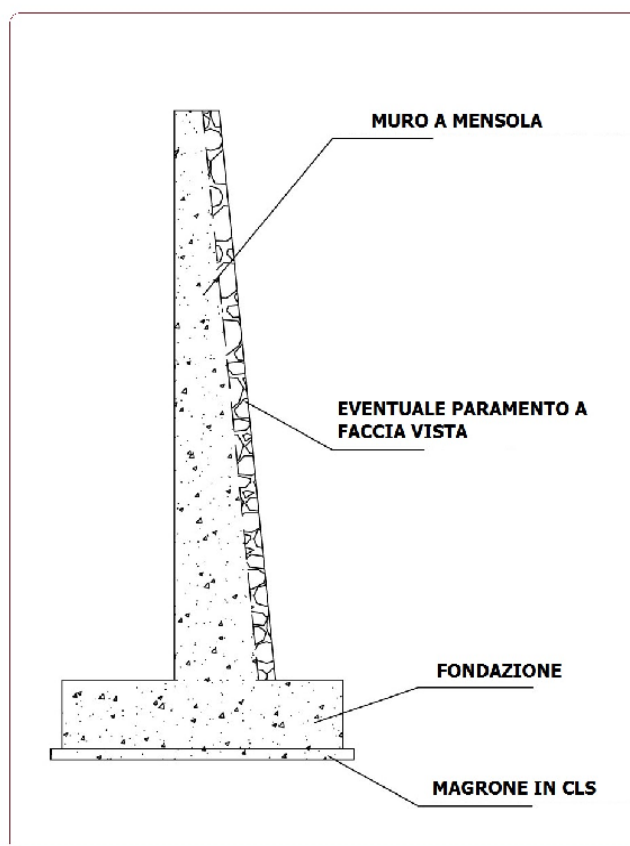 MURO A MENSOLA
EVENTUALE PARAMENTO A
FACCIA VISTA
FONDAZIONE
MAGRONE IN CLS